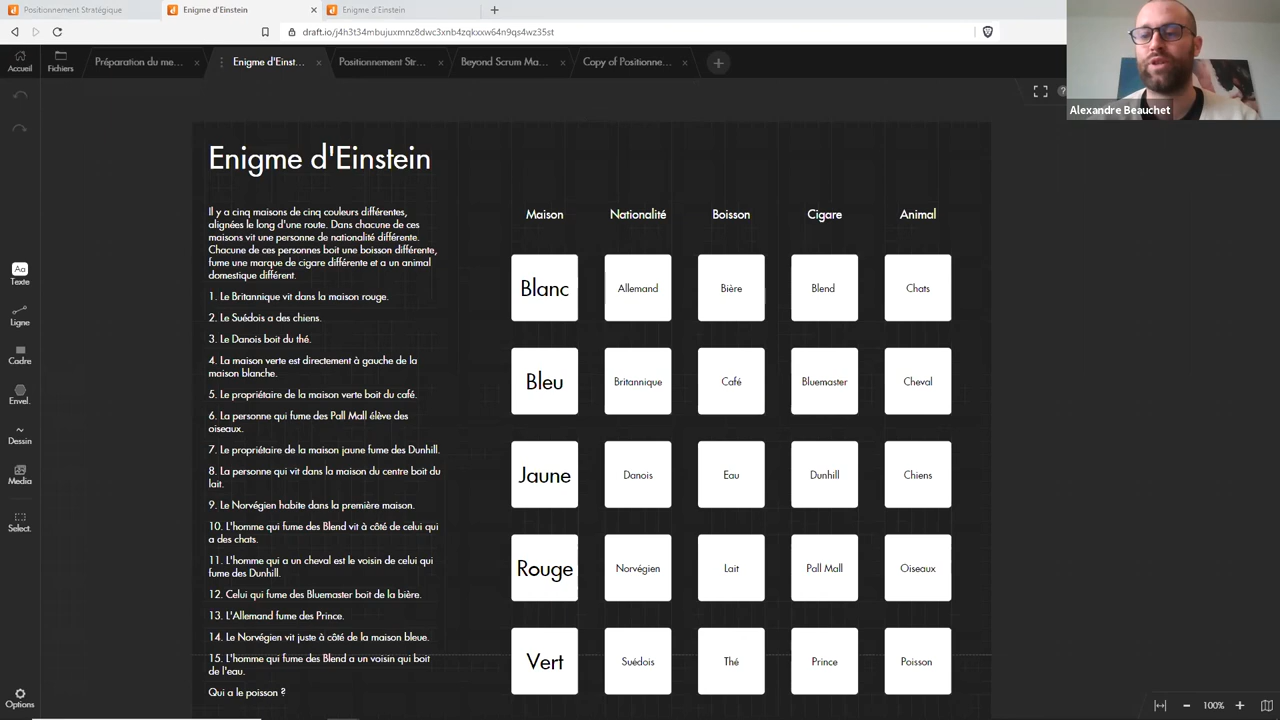 Positionnement Stratégique
Enigme d'Einstein
Enigme d'Einstein
draft.io/j4h3t34mbujuxmnz8dwc3xnb4zqkxxw64n9qs4wz35st
Accueil
Fichiers
Préparation du me...
Enigme d'Einst...
Positionnement Str...
Beyond Scrum Ma...
Copy of Positionne...
Alexandre Beauchet
Texte
Ligne
Cadre
Envel.
Dessin
Media
Select.
Options
Enigme d'Einstein
Il y a cinq maisons de cinq couleurs différentes,
alignées le long d'une route. Dans chacune de ces
maisons vit une personne de nationalité différente.
Chacune de ces personnes boit une boisson différente,
fume une marque de cigare différente et a un animal
domestique différent.
1. Le Britannique vit dans la maison rouge.
2. Le Suédois a des chiens.
3. Le Danois boit du thé.
4. La maison verte est directement à gauche de la
maison blanche.
5. Le propriétaire de la maison verte boit du café.
6. La personne qui fume des Pall Mall élève des
oiseaux.
7. Le propriétaire de la maison jaune fume des Dunhill.
8. La personne qui vit dans la maison du centre boit du
lait.
9. Le Norvégien habite dans la première maison.
10. L'homme qui fume des Blend vit à côté de celui qui
a des chats.
11. L'homme qui a un cheval est le voisin de celui qui
fume des Dunhill.
12. Celui qui fume des Bluemaster boit de la bière.
13. L'Allemand fume des Prince.
14. Le Norvégien vit juste à côté de la maison bleue.
15. L'homme qui fume des Blend a un voisin qui boit
de l'eau.
Qui a le poisson ?
Maison Nationalité Boisson Cigare Animal
Blanc Allemand Bière Blend Chats
Bleu Britannique Café Bluemaster Cheval
Jaune Danois Eau Dunhill Chiens
Rouge Norvégien Lait Pall Mall Oiseaux
Vert Suédois Thé Prince Poisson
100%